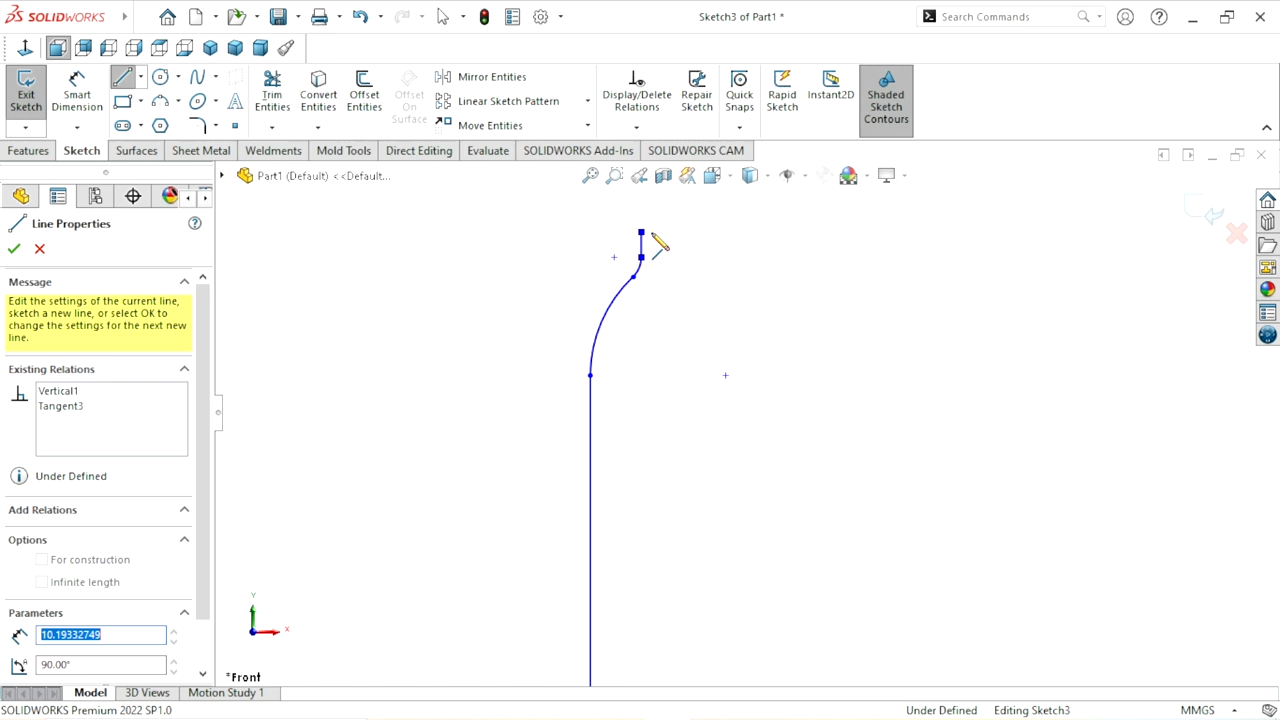 SOLIDWORKS
Sketch3 of Part1 *
Search Commands
Exit Sketch
Smart Dimension
Trim Entities
Convert Entities
Offset Entities
Offset On Surface
Mirror Entities
Linear Sketch Pattern
Move Entities
Display/Delete Relations
Repair Sketch
Quick Snaps
Rapid Sketch
Instant2D
Shaded Sketch Contours
Features
Sketch
Surfaces
Sheet Metal
Weldments
Mold Tools
Direct Editing
Evaluate
SOLIDWORKS Add-Ins
SOLIDWORKS CAM
Part1 (Default) <<Default...
Line Properties
Message
Edit the settings of the current line,
sketch a new line, or select OK to
change the settings for the next new
line.
Existing Relations
Vertical1
Tangent3
Under Defined
Add Relations
Options
For construction
Infinite length
Parameters
10.19332749
90.00°
Y
X
*Front
Model
3D Views
Motion Study 1
SOLIDWORKS Premium 2022 SP1.0
Under Defined
Editing Sketch3
MMGS